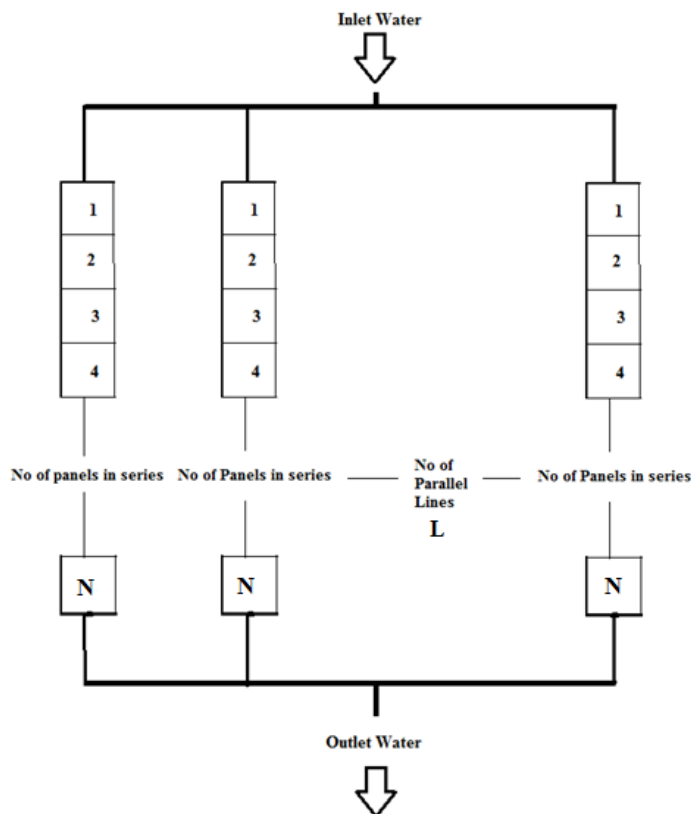 Inlet Water
1 1 1
2 2 2
3 3 3
4 4 4
No of panels in series No of Panels in series No of Panels in series
No of
Parallel
Lines
L
N N N
Outlet Water